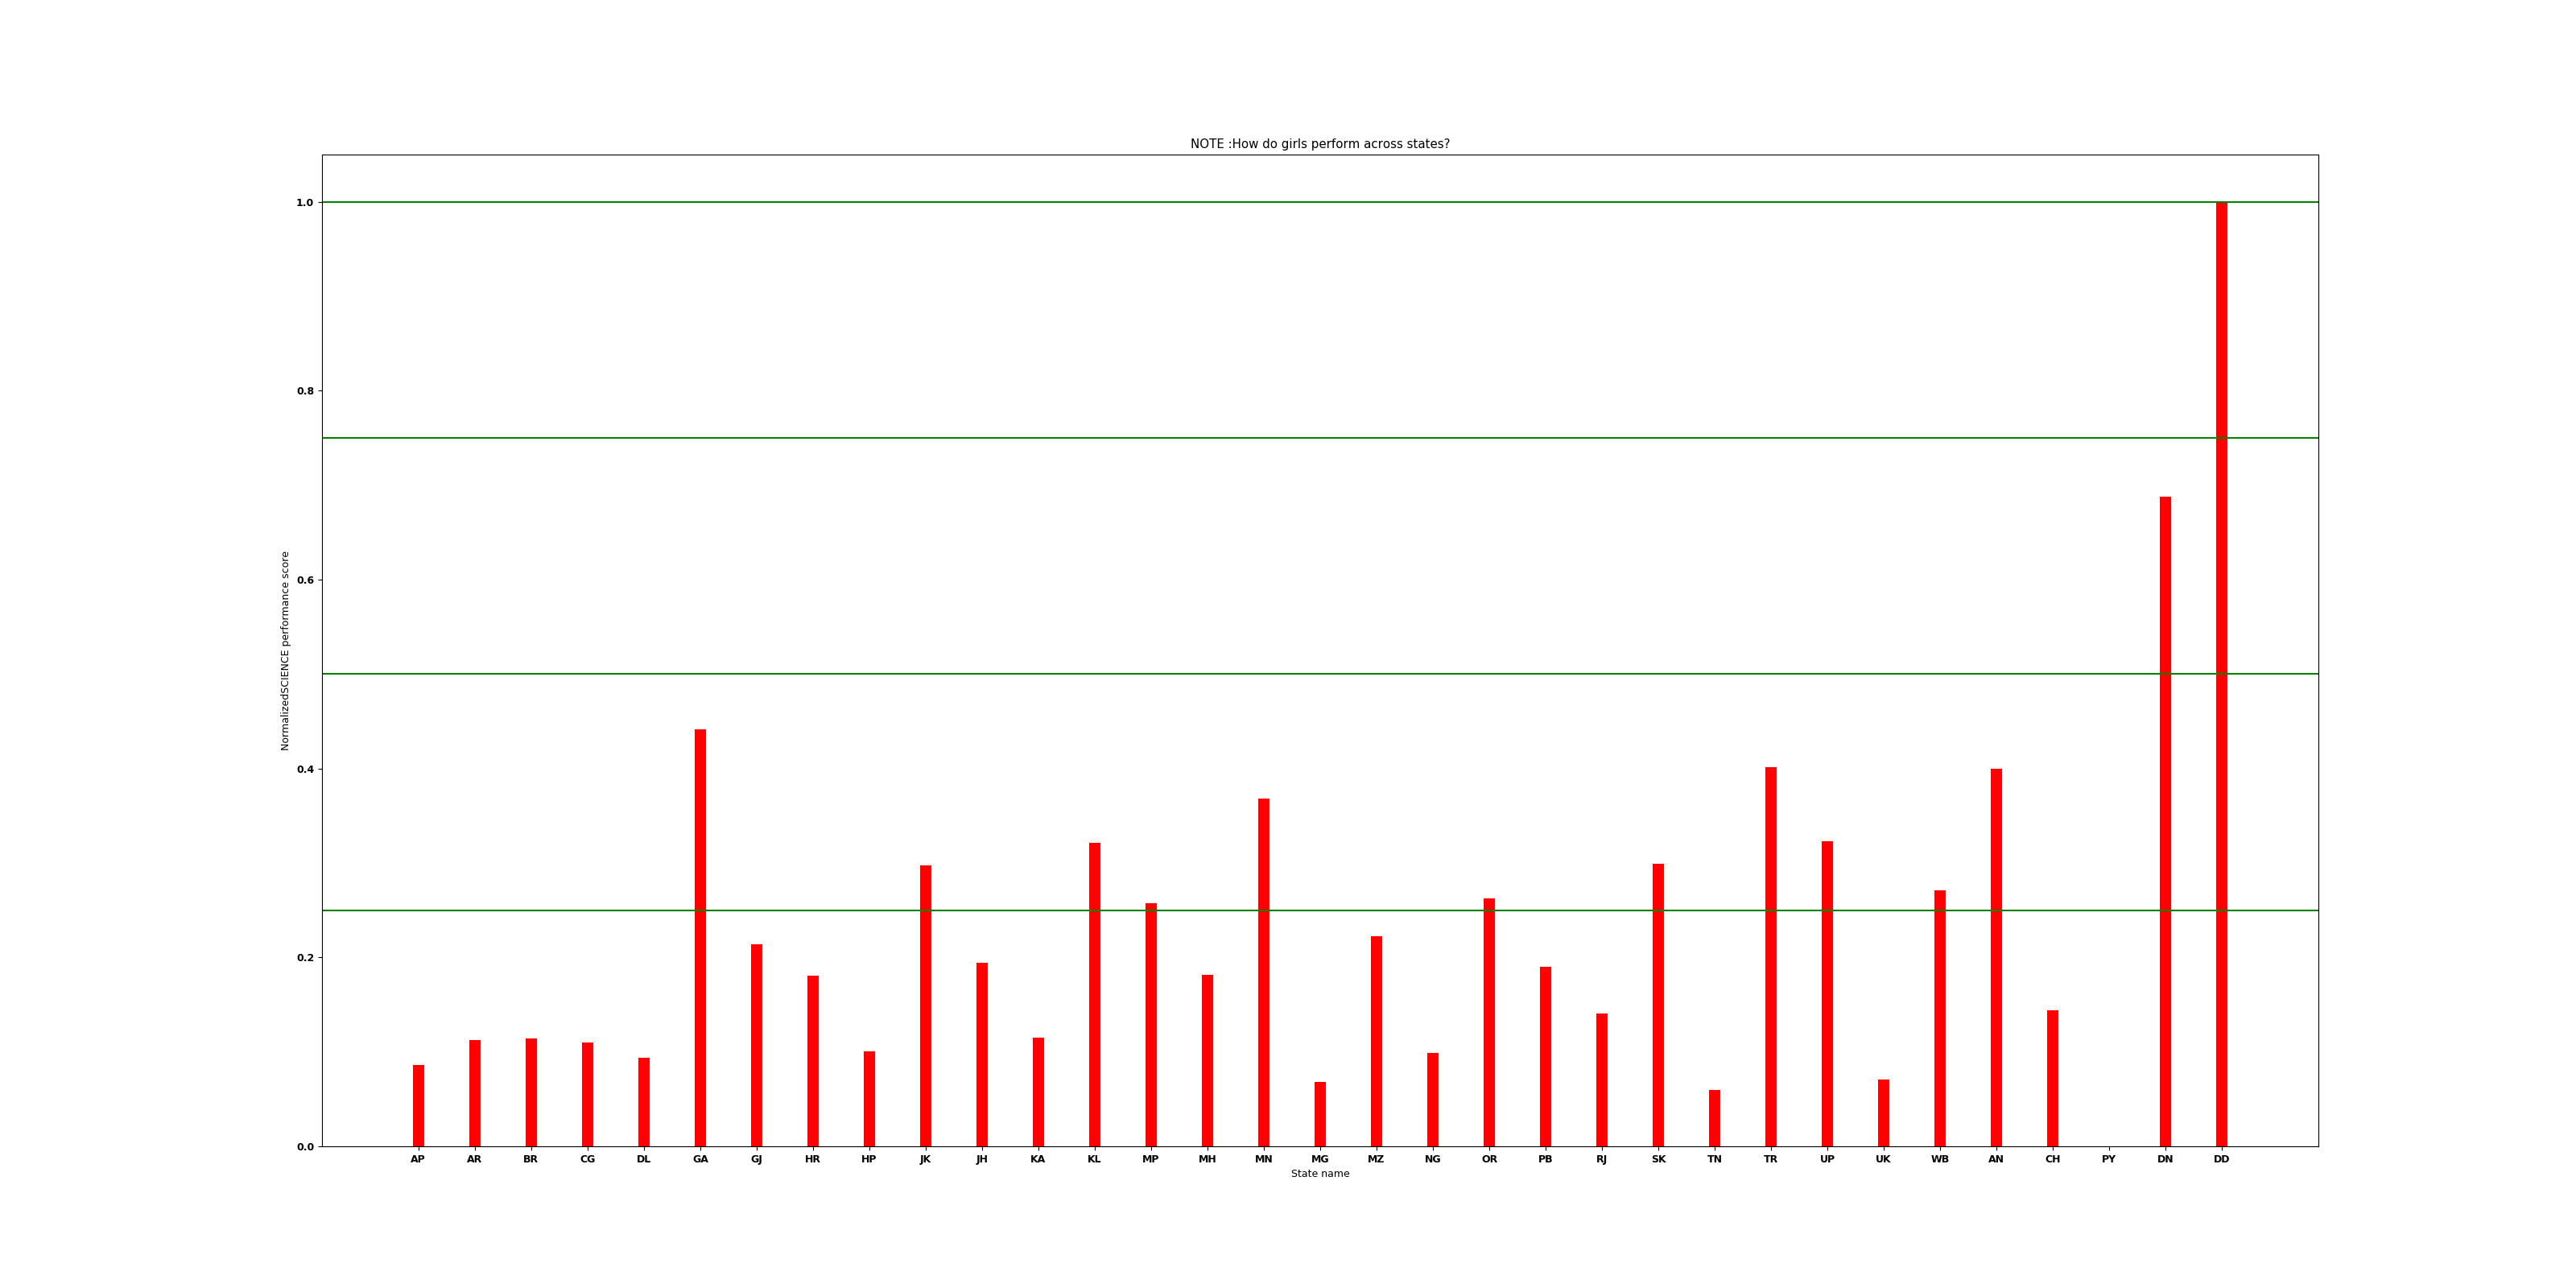 NOTE :How do girls perform across states?
1.0
0.8
0.6
0.4
0.2
0.0
NormalizedSCIENCE performance score
AP AR BR CG DL GA GJ HR HP JK JH KA KL MP MH MN MG MZ NG OR PB RJ SK TN TR UP UK WB AN CH PY DN DD
State name